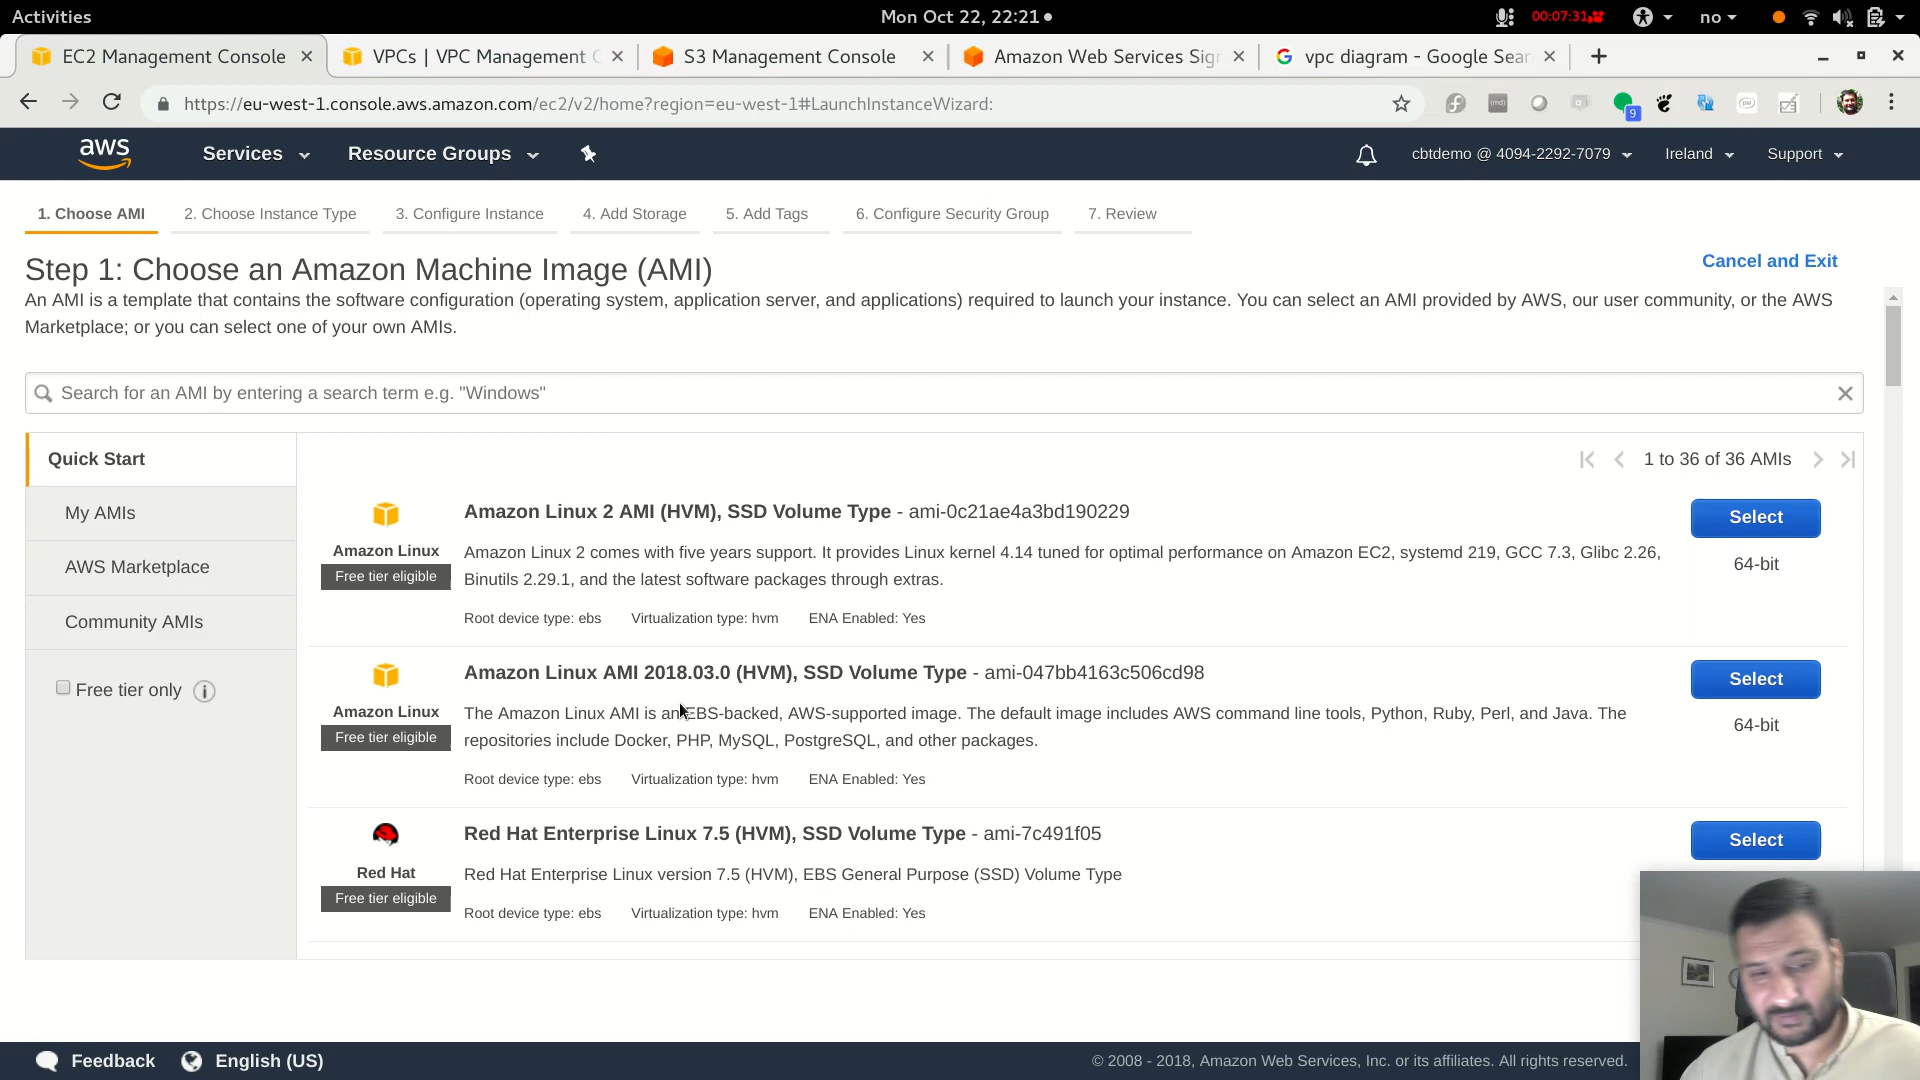 Activities
Mon Oct 22, 22:21
00:07:31
no
EC2 Management Console
VPCs | VPC Management C
S3 Management Console
Amazon Web Services Sign
vpc diagram - Google Sear
https://eu-west-1.console.aws.amazon.com/ec2/v2/home?region=eu-west-1#LaunchInstanceWizard:
9
aws
Services
Resource Groups
cbtdemo @ 4094-2292-7079
Ireland
Support
1. Choose AMI
2. Choose Instance Type
3. Configure Instance
4. Add Storage
5. Add Tags
6. Configure Security Group
7. Review
Step 1: Choose an Amazon Machine Image (AMI)
Cancel and Exit
An AMI is a template that contains the software configuration (operating system, application server, and applications) required to launch your instance. You can select an AMI provided by AWS, our user community, or the AWS
Marketplace; or you can select one of your own AMIs.
Search for an AMI by entering a search term e.g. "Windows"
Quick Start
My AMIs
AWS Marketplace
Community AMIs
Free tier only
1 to 36 of 36 AMIs
Amazon Linux
Free tier eligible
Amazon Linux 2 AMI (HVM), SSD Volume Type - ami-0c21ae4a3bd190229
Amazon Linux 2 comes with five years support. It provides Linux kernel 4.14 tuned for optimal performance on Amazon EC2, systemd 219, GCC 7.3, Glibc 2.26,
Binutils 2.29.1, and the latest software packages through extras.
Root device type: ebs Virtualization type: hvm ENA Enabled: Yes
Select
64-bit
Amazon Linux
Free tier eligible
Amazon Linux AMI 2018.03.0 (HVM), SSD Volume Type - ami-047bb4163c506cd98
The Amazon Linux AMI is an EBS-backed, AWS-supported image. The default image includes AWS command line tools, Python, Ruby, Perl, and Java. The
repositories include Docker, PHP, MySQL, PostgreSQL, and other packages.
Root device type: ebs Virtualization type: hvm ENA Enabled: Yes
Select
64-bit
Red Hat
Free tier eligible
Red Hat Enterprise Linux 7.5 (HVM), SSD Volume Type - ami-7c491f05
Red Hat Enterprise Linux version 7.5 (HVM), EBS General Purpose (SSD) Volume Type
Root device type: ebs Virtualization type: hvm ENA Enabled: Yes
Select
Feedback
English (US)
© 2008 - 2018, Amazon Web Services, Inc. or its affiliates. All rights reserved.